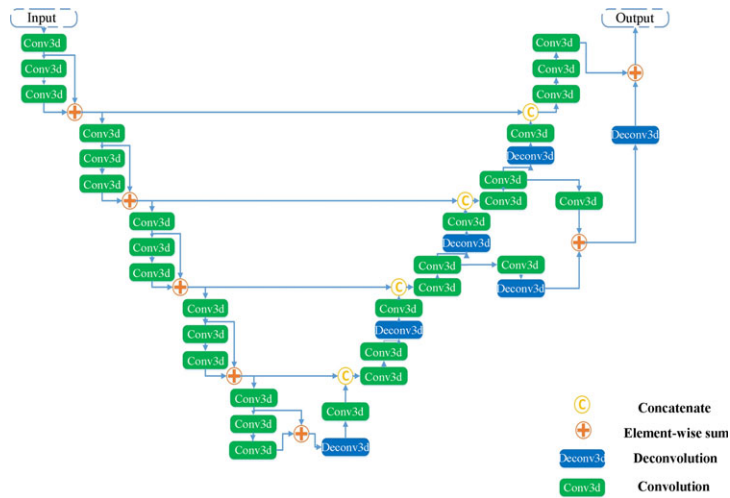 Input Output
Conv3d Conv3d
Conv3d Conv3d
Conv3d Conv3d
C
Conv3d Conv3d Deconv3d
Conv3d Deconv3d
Conv3d Conv3d
C Conv3d Conv3d
Conv3d Conv3d
Conv3d Deconv3d
Conv3d Conv3d Conv3d
C Conv3d Deconv3d
Conv3d Conv3d
Conv3d Deconv3d
Conv3d Conv3d
C Conv3d
Conv3d Conv3d
Conv3d
Conv3d Deconv3d
C Concatenate
Element-wise sum
Deconv3d Deconvolution
Conv3d Convolution